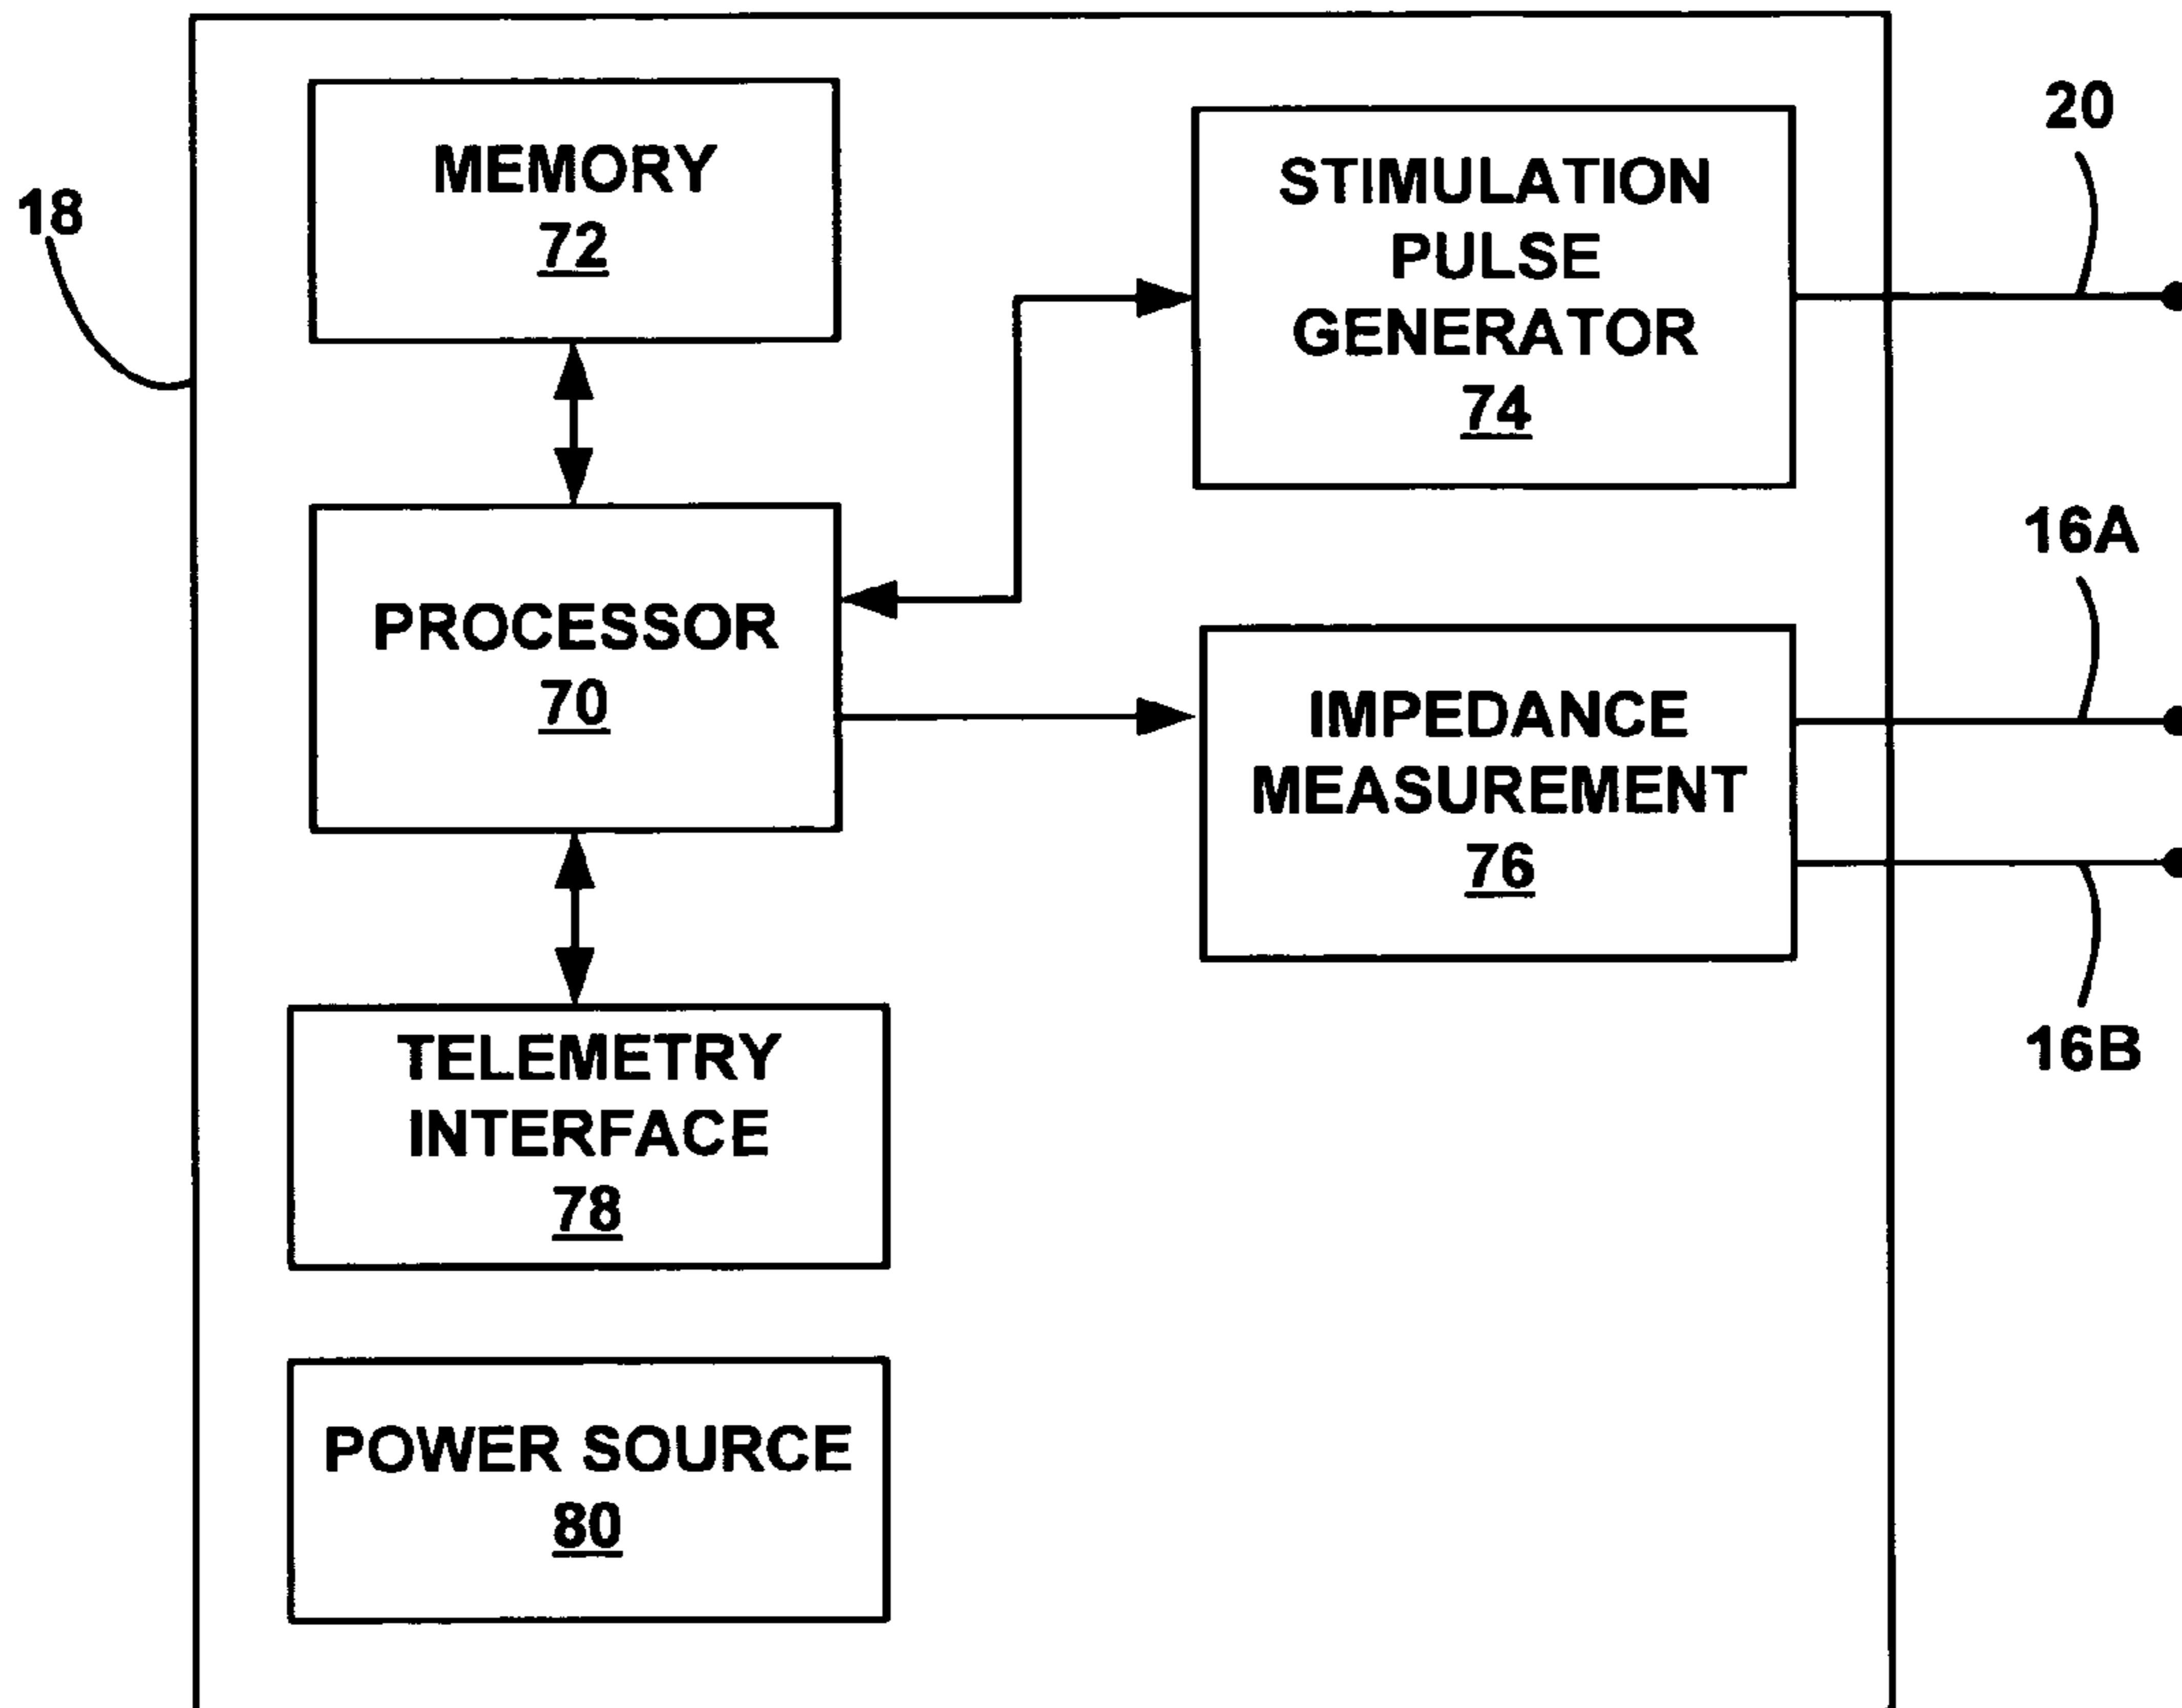 18
MEMORY
72
STIMULATION
PULSE
GENERATOR
74
20
PROCESSOR
70
IMPEDANCE
MEASUREMENT
76
16A
16B
TELEMETRY
INTERFACE
78
POWER SOURCE
80